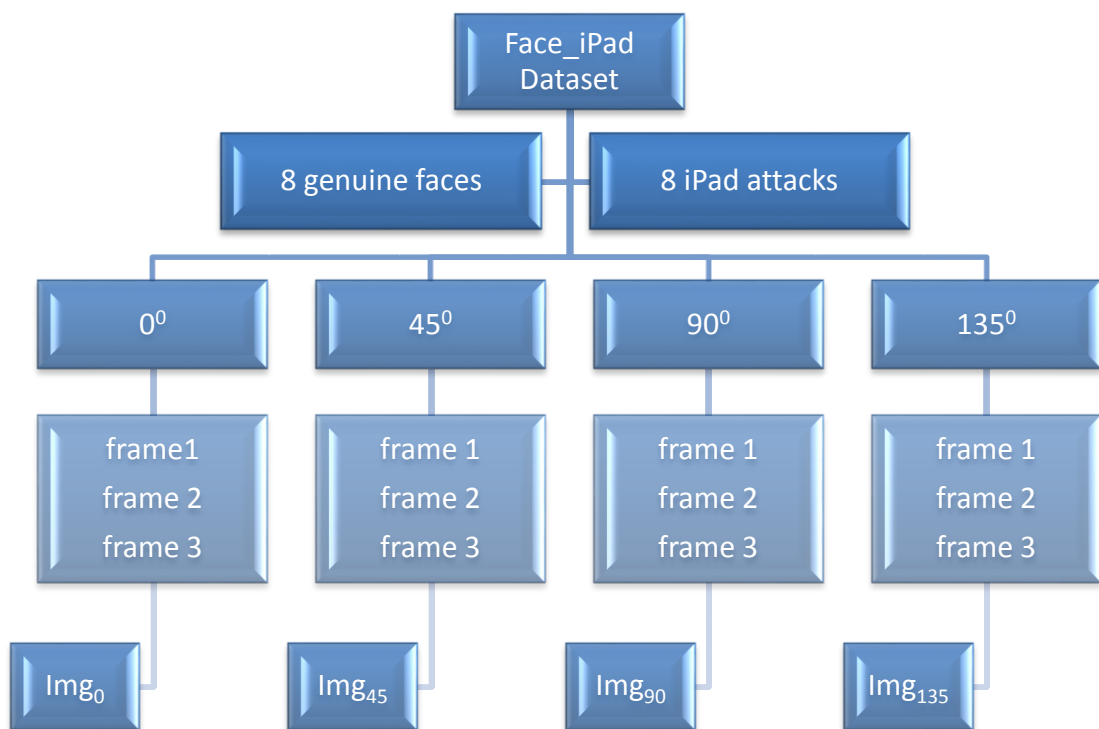 Face_iPad
Dataset
8 genuine faces
8 iPad attacks
0⁰
45⁰
90⁰
135⁰
frame1
frame 2
frame 3
frame 1
frame 2
frame 3
frame 1
frame 2
frame 3
frame 1
frame 2
frame 3
Img₀
Img₄₅
Img₉₀
Img₁₃₅